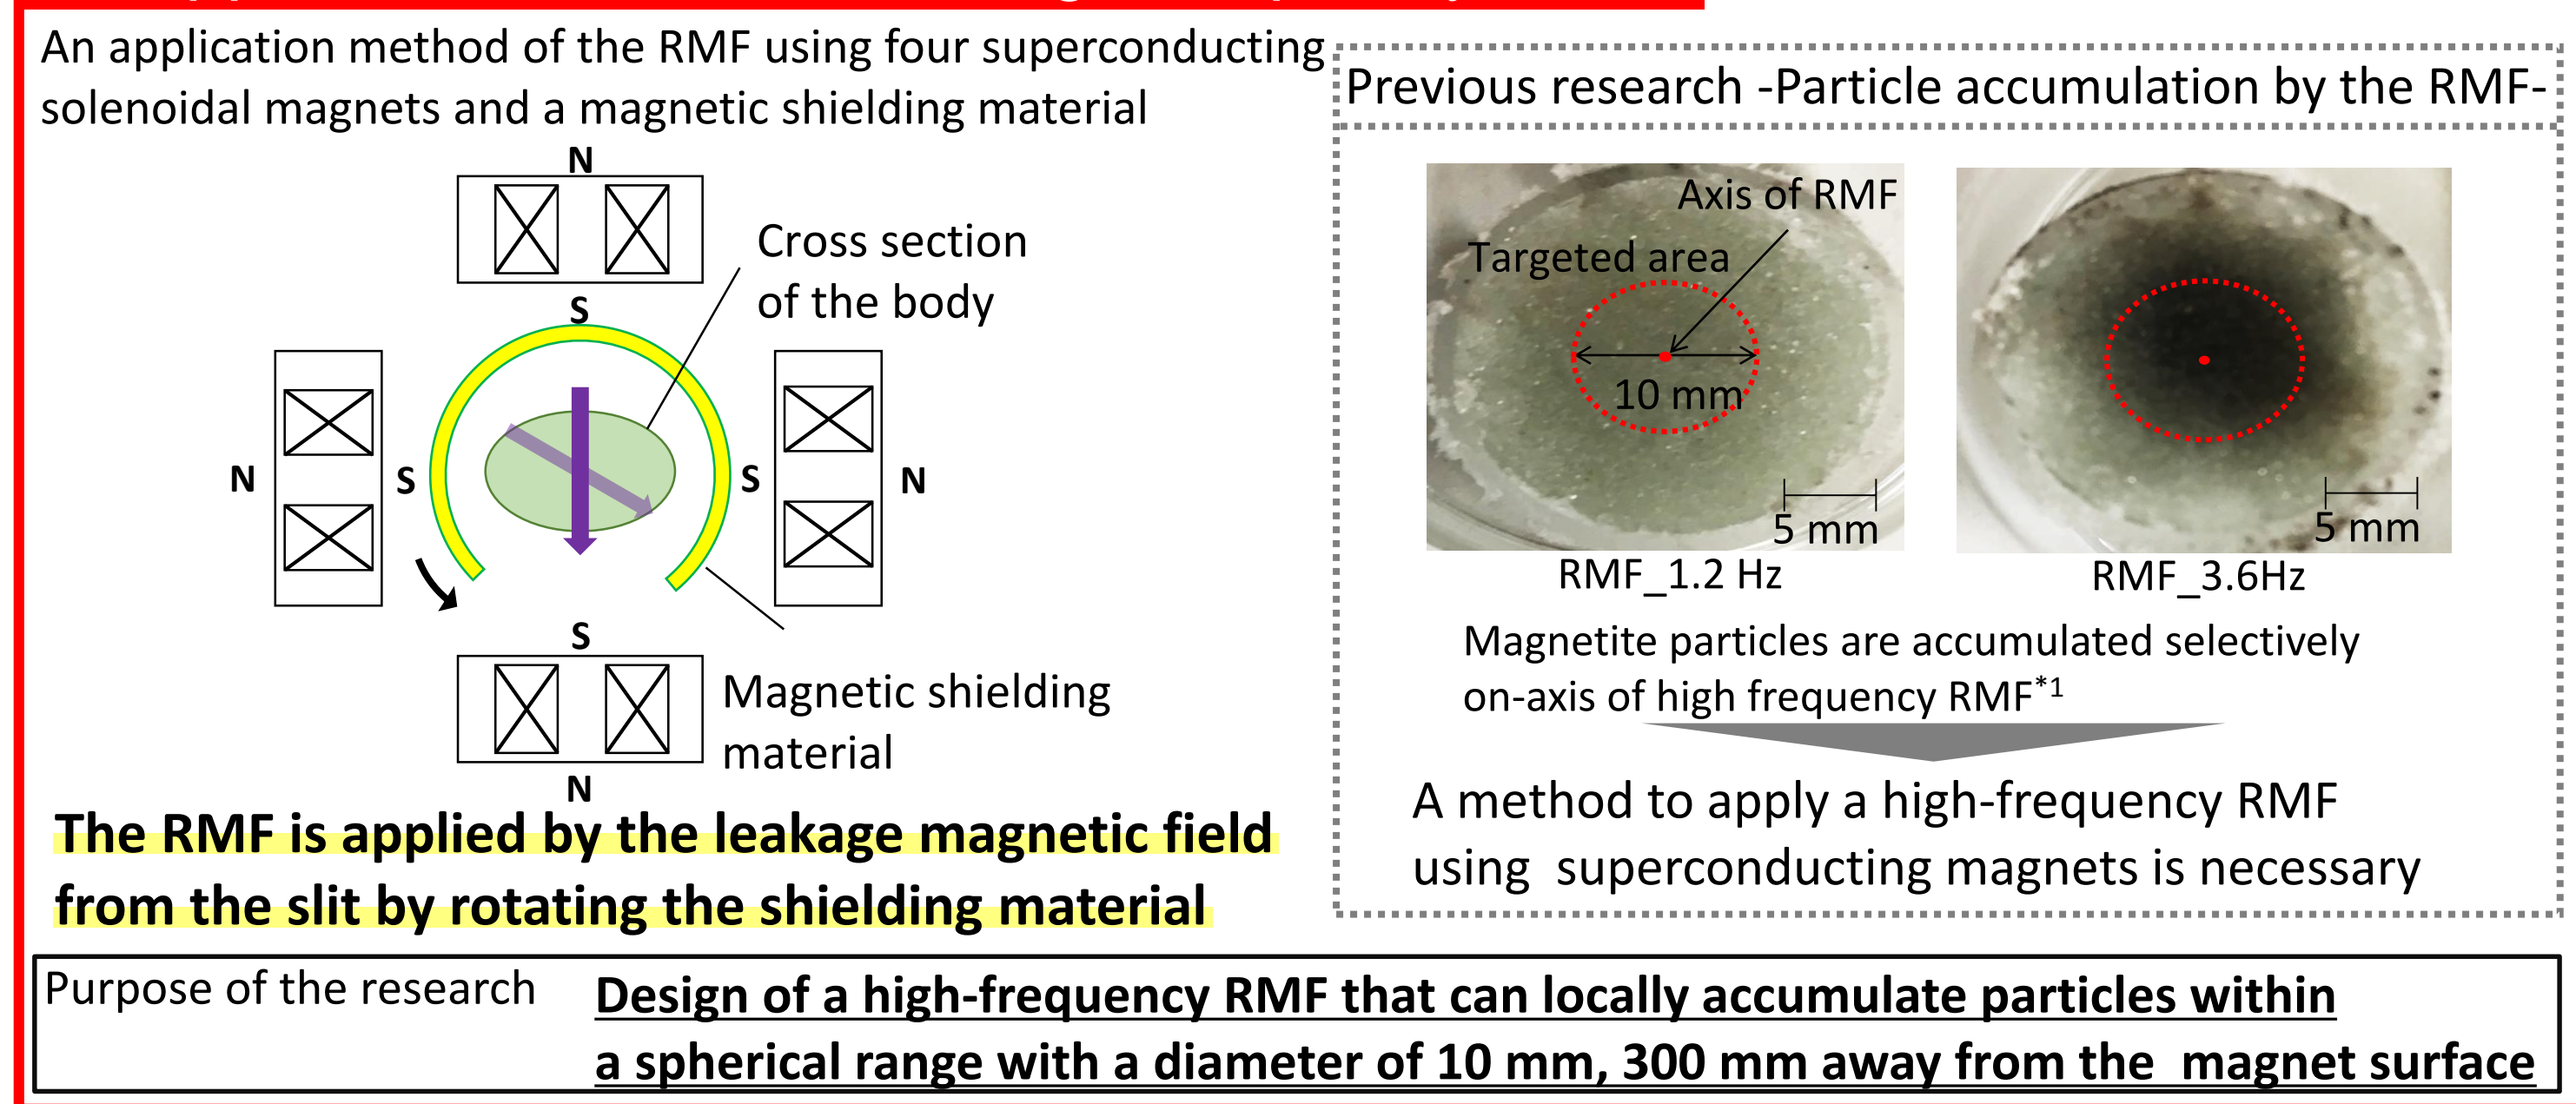 An application method of the RMF using four superconducting
solenoidal magnets and a magnetic shielding material
N
S
Cross section
of the body
N
S
S
N
S
N
Magnetic shielding
material
The RMF is applied by the leakage magnetic field
from the slit by rotating the shielding material
Previous research -Particle accumulation by the RMF-
Axis of RMF
Targeted area
10 mm
5 mm
RMF_1.2 Hz
5 mm
RMF_3.6Hz
Magnetite particles are accumulated selectively
on-axis of high frequency RMF*1
A method to apply a high-frequency RMF
using  superconducting magnets is necessary
Purpose of the research
Design of a high-frequency RMF that can locally accumulate particles within
a spherical range with a diameter of 10 mm, 300 mm away from the  magnet surface